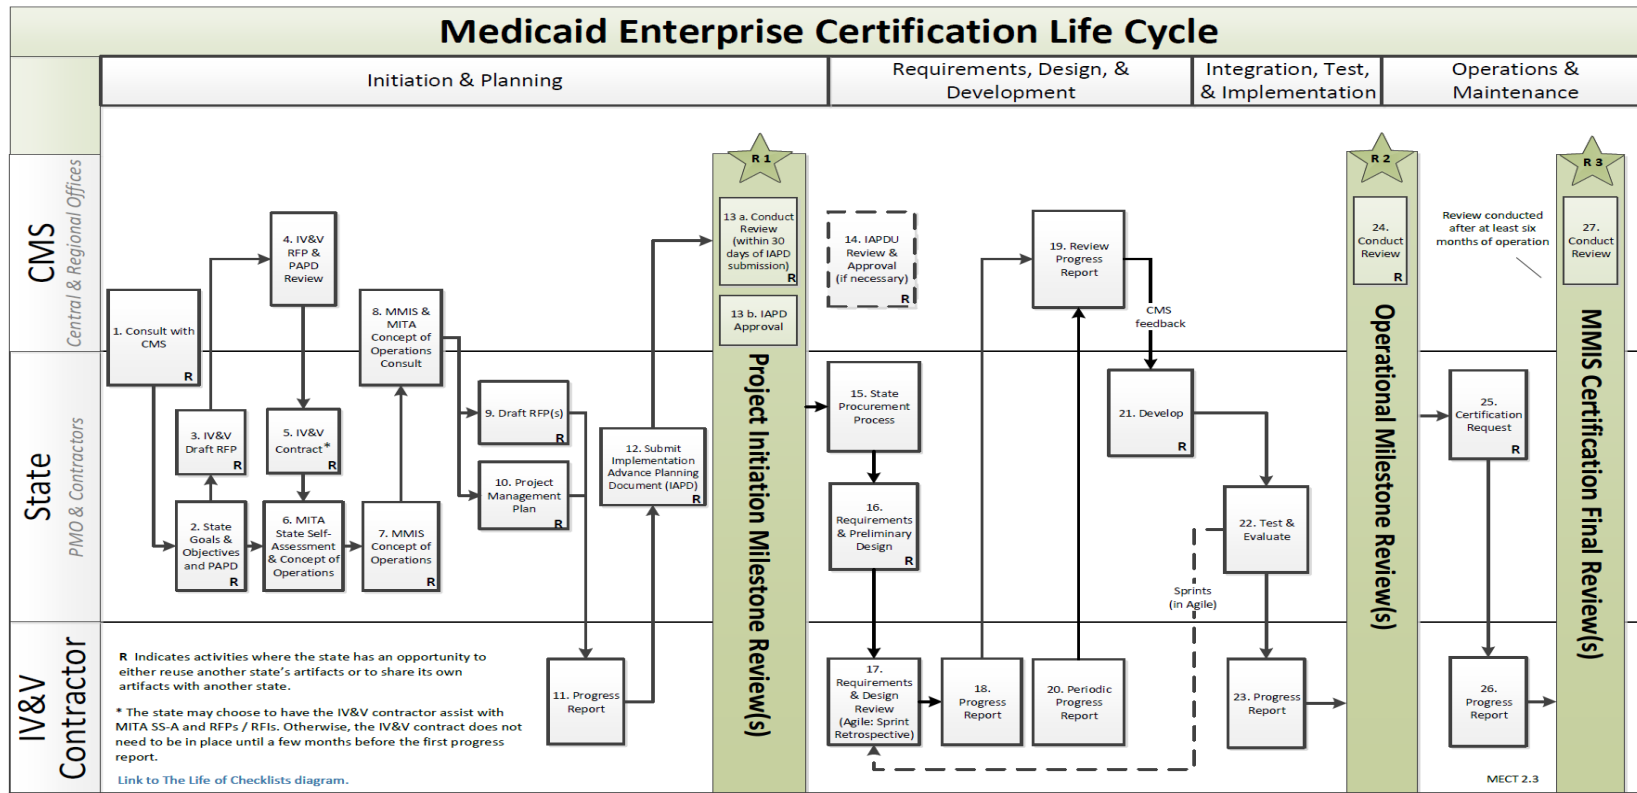 Medicaid Enterprise Certification Life Cycle
Initiation & Planning
Requirements, Design, &
Development
Integration, Test,
& Implementation
Operations &
Maintenance
CMS
Central & Regional Offices
State
PMO & Contractors
IV&V
Contractor
1. Consult with
CMS
R
2. State
Goals &
Objectives
and PAPD
R
3. IV&V
Draft RFP
R
4. IV&V
RFP &
PAPD
Review
5. IV&V
Contract*
R
6. MITA
State Self-
Assessment
& Concept of
Operations
7. MMIS
Concept of
Operations
R
8. MMIS &
MITA
Concept of
Operations
Consult
9. Draft RFP(s)
R
10. Project
Management
Plan
R
11. Progress
Report
12. Submit
Implementation
Advance Planning
Document (IAPD)
R
R 1
13 a. Conduct
Review
(within 30
days of IAPD
submission)
R
13 b. IAPD
Approval
Project Initiation Milestone Review(s)
14. IAPDU
Review &
Approval
(if necessary)
R
15. State
Procurement
Process
16.
Requirements
& Preliminary
Design
R
17.
Requirements
& Design
Review
(Agile: Sprint
Retrospective)
18.
Progress
Report
19. Review
Progress
Report
20. Periodic
Progress
Report
CMS
feedback
21. Develop
R
22. Test &
Evaluate
Sprints
(in Agile)
23. Progress
Report
R 2
24.
Conduct
Review
R
Operational Milestone Review(s)
25.
Certification
Request
R
26.
Progress
Report
Review conducted
after at least six
months of operation
R 3
27.
Conduct
Review
MMIS Certification Final Review(s)
R Indicates activities where the state has an opportunity to
either reuse another state's artifacts or to share its own
artifacts with another state.
* The state may choose to have the IV&V contractor assist with
MITA SS-A and RFPs / RFIs. Otherwise, the IV&V contract does not
need to be in place until a few months before the first progress
report.
Link to The Life of Checklists diagram.
MECT 2.3